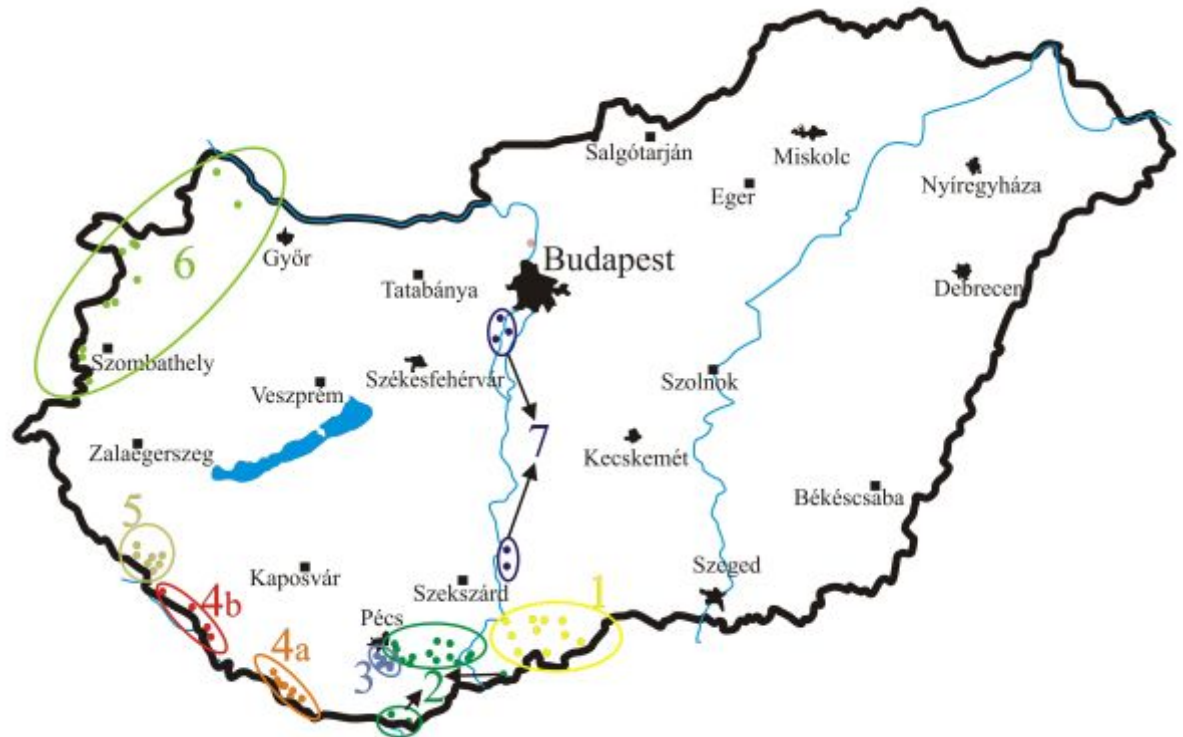 Salgótarján
Miskolc
Eger
Nyíregyháza
6
Győr
Budapest
Tatabánya
Debrecen
Szombathely
Székesfehérvár
Veszprém
Szolnok
7
Zalaegerszeg
Kecskemét
Békéscsaba
5
Kaposvár
Szekszárd
Szeged
4b
1
Pécs
4a
3
2